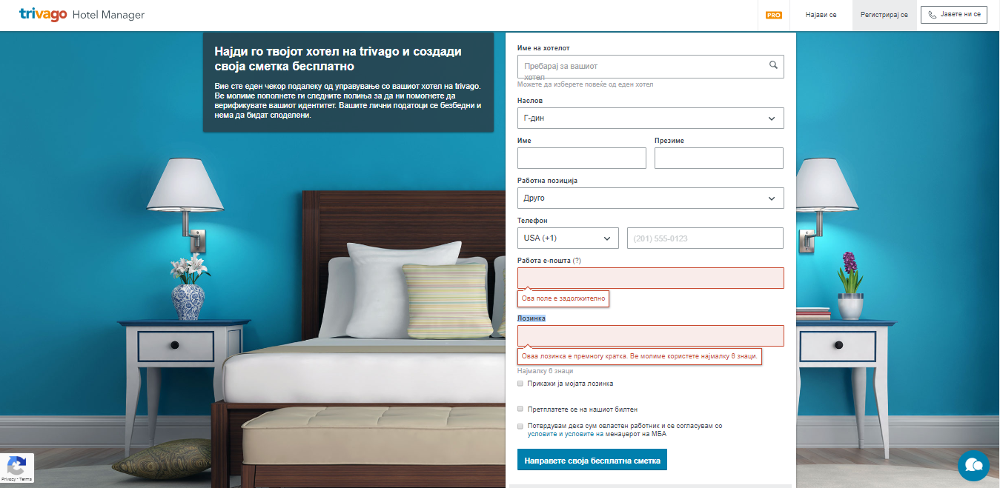 trivago Hotel Manager
PRO
Најави се
Регистрирај се
Јавете ни се
Најди го твојот хотел на trivago и создади
своја сметка бесплатно
Вие сте еден чекор подалеку од управување со вашиот хотел на trivago.
Ве молиме пополнете ги следните полиња за да ни помогнете да
верификувате вашиот идентитет. Вашите лични податоци се безбедни и
нема да бидат споделени.
Име на хотелот
Пребарај за вашиот
хотел
Можете да изберете повеќе од еден хотел
Наслов
Г-дин
Име
Презиме
Работна позиција
Друго
Телефон
USA (+1)
(201) 555-0123
Работа е-пошта (?)
Ова поле е задолжително
Лозинка
Оваа лозинка е премногу кратка. Ве молиме користете најмалку 6 знаци.
Најмалку 6 знаци
Прикажи ја мојата лозинка
Претплатете се на нашиот билтен
Потврдувам дека сум овластен работник и се согласувам со
условите и условите на менаџерот на МБА
Направете своја бесплатна сметка
Privacy - Terms